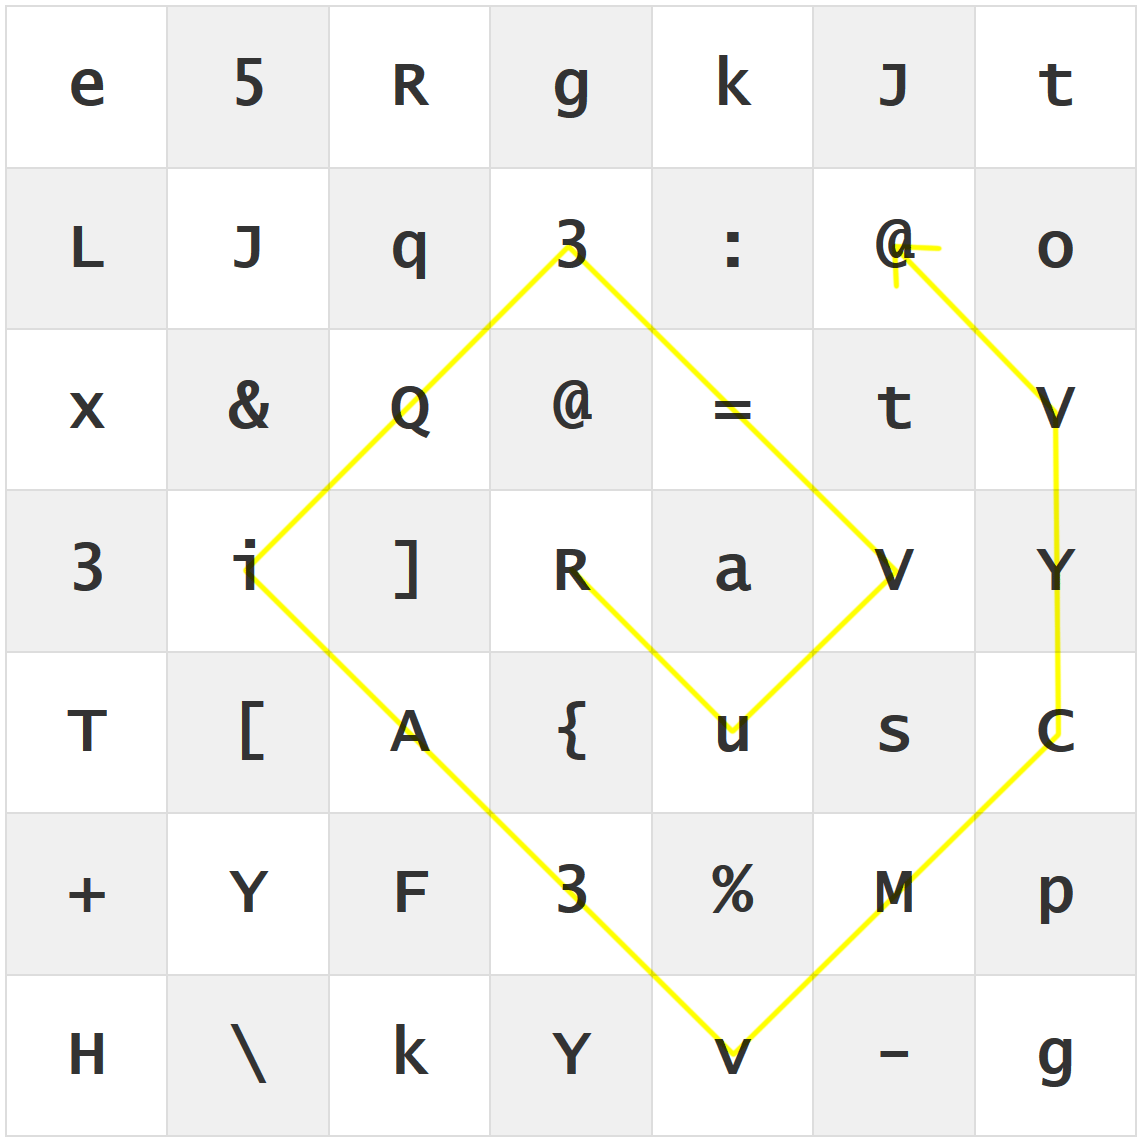 e 5 R g k J t
L J q 3 : @ o
x & Q @ = t V
3 i ] R a V Y
T [ A { u s C
+ Y F 3 % M p
H \ k Y v - g